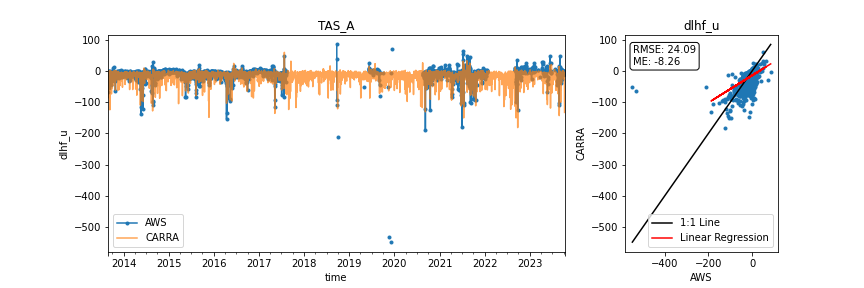 TAS_A
dlhf_u
100
0
−100
−200
−300
−400
−500
dlhf_u
AWS
CARRA
2014 2015 2016 2017 2018 2019 2020 2021 2022 2023
time
100
0
−100
−200
−300
−400
−500
CARRA
RMSE: 24.09
ME: -8.26
1:1 Line
Linear Regression
−400 −200 0
AWS